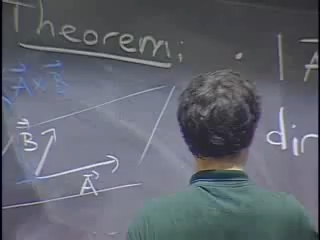 Theorem:
|A⃗
A⃗×B⃗
B⃗
dir
A⃗